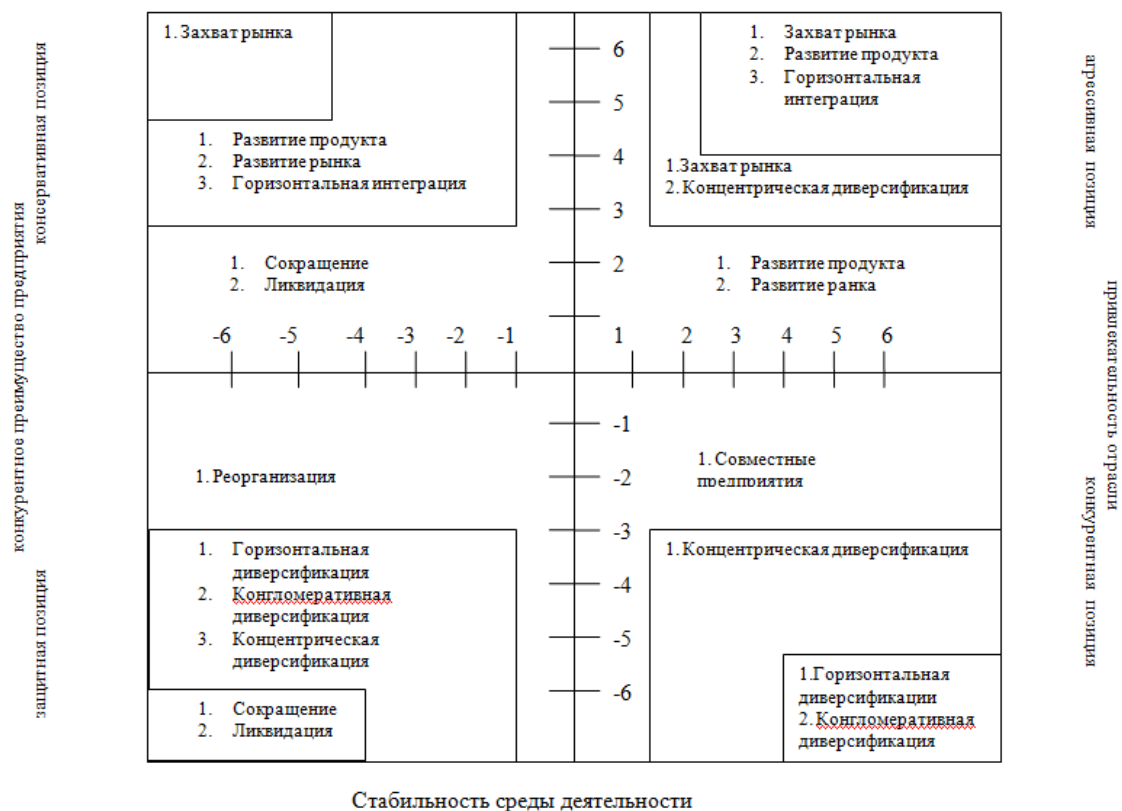 1. Захват рынка
1. Захват рынка
2. Развитие продукта
3. Горизонтальная
интеграция
1. Развитие продукта
2. Развитие рынка
3. Горизонтальная интеграция
1.Захват рынка
2. Концентрическая диверсификация
1. Сокращение
2. Ликвидация
1. Развитие продукта
2. Развитие ранка
6
5
4
3
2
-6 -5 -4 -3 -2 -1 1 2 3 4 5 6
-1
-2
-3
-4
-5
-6
1. Реорганизация
1. Совместные
предприятия
1. Горизонтальная
диверсификация
2. Конгломеративная
диверсификация
3. Концентрическая
диверсификация
1. Концентрическая диверсификация
1. Сокращение
2. Ликвидация
1.Горизонтальная
диверсификации
2. Конгломеративная
диверсификация
консервативная позиция
конкурентное преимущество предприятия
защитная позиция
агрессивная позиция
привлекательность отрасли
конкурентная позиция
Стабильность среды деятельности